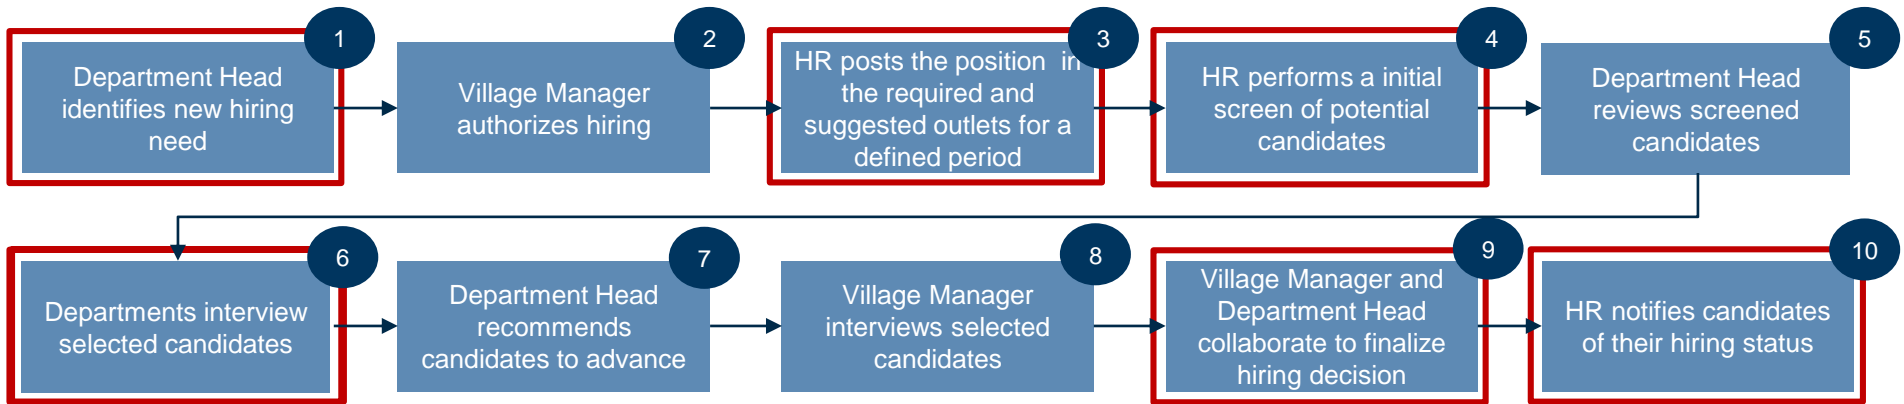 1
Department Head
identifies new hiring
need
2
Village Manager
authorizes hiring
3
HR posts the position in
the required and
suggested outlets for a
defined period
4
HR performs a initial
screen of potential
candidates
5
Department Head
reviews screened
candidates
6
Departments interview
selected candidates
7
Department Head
recommends
candidates to advance
8
Village Manager
interviews selected
candidates
9
Village Manager and
Department Head
collaborate to finalize
hiring decision
10
HR notifies candidates
of their hiring status